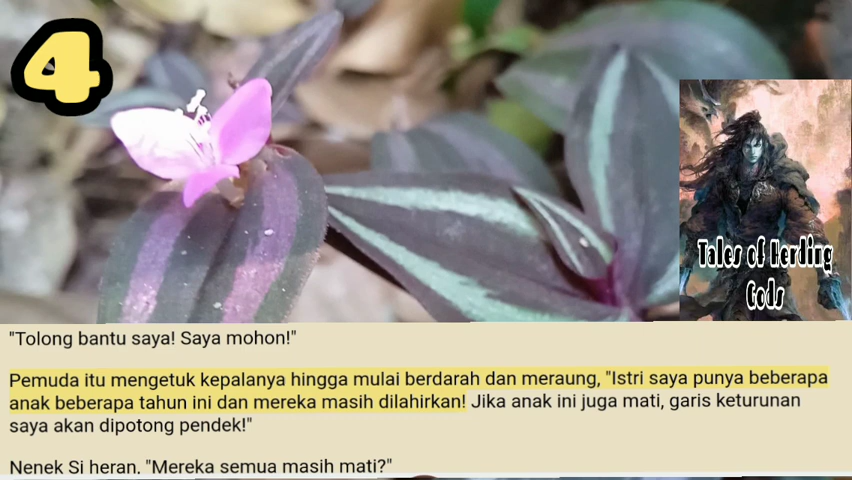 4
Tales of Herding
Gods
"Tolong bantu saya! Saya mohon!"
Pemuda itu mengetuk kepalanya hingga mulai berdarah dan meraung, "Istri saya punya beberapa
anak beberapa tahun ini dan mereka masih dilahirkan! Jika anak ini juga mati, garis keturunan
saya akan dipotong pendek!"
Nenek Si heran. "Mereka semua masih mati?"